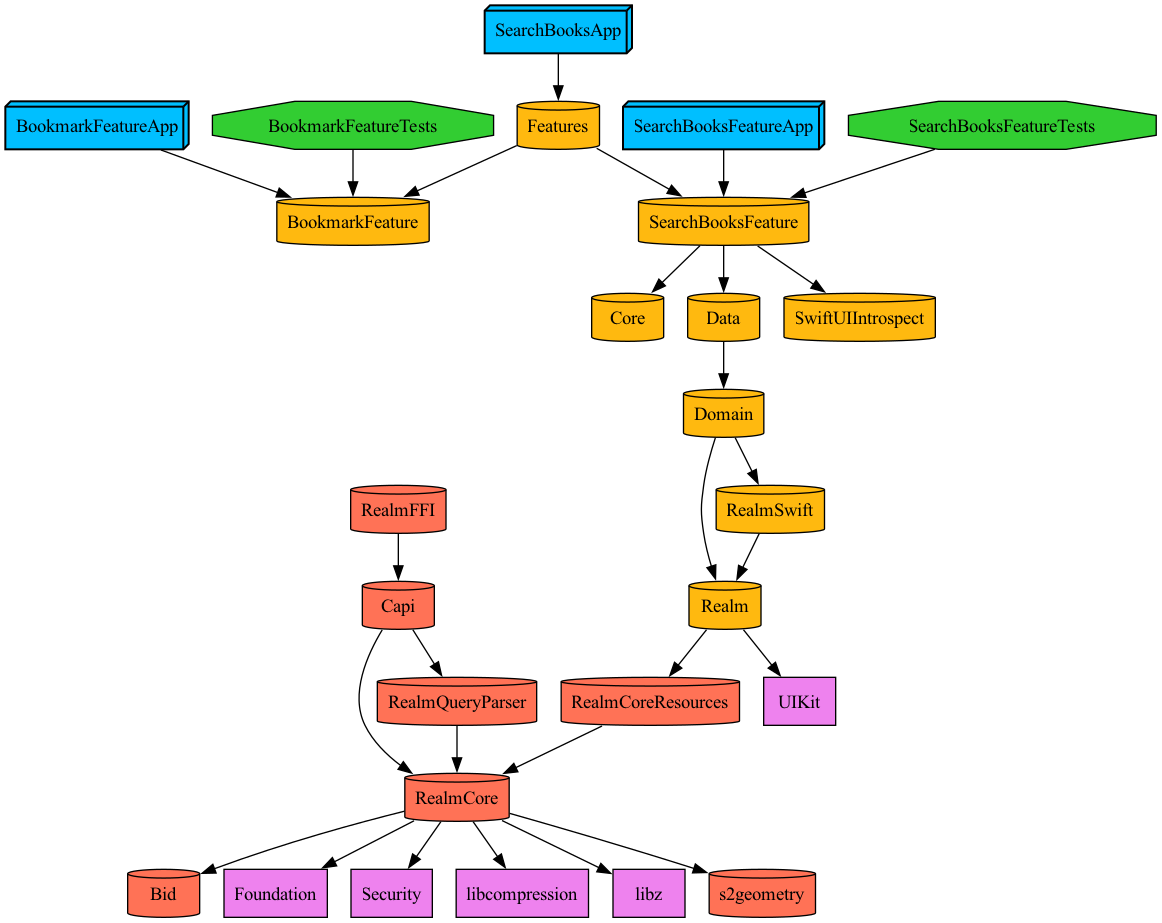 SearchBooksApp
BookmarkFeatureApp
BookmarkFeatureTests
Features
SearchBooksFeatureApp
SearchBooksFeatureTests
BookmarkFeature
SearchBooksFeature
Core
Data
SwiftUIIntrospect
Domain
RealmFFI
RealmSwift
Capi
Realm
RealmQueryParser
RealmCoreResources
UIKit
RealmCore
Bid
Foundation
Security
libcompression
libz
s2geometry